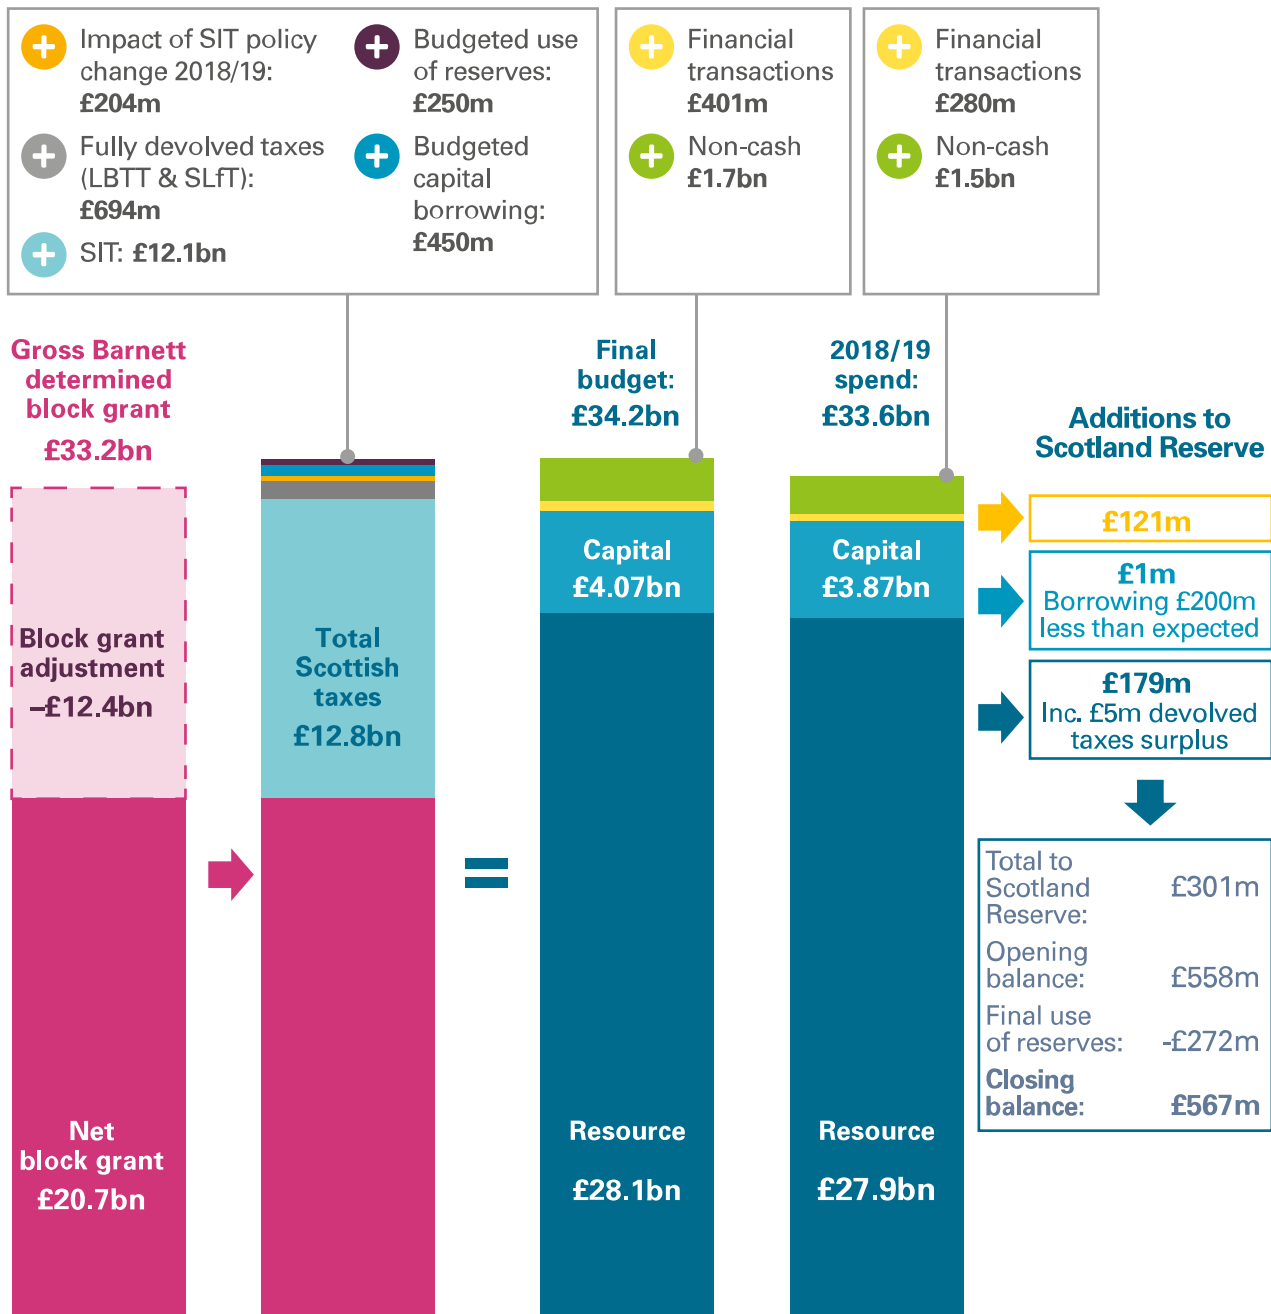 Impact of SIT policy
change 2018/19:
£204m
Fully devolved taxes
(LBTT & SLfT):
£694m
SIT: £12.1bn
Budgeted use
of reserves:
£250m
Budgeted
capital
borrowing:
£450m
Financial
transactions
£401m
Non-cash
£1.7bn
Financial
transactions
£280m
Non-cash
£1.5bn
Gross Barnett
determined
block grant
£33.2bn
Block grant
adjustment
–£12.4bn
Net
block grant
£20.7bn
Total
Scottish
taxes
£12.8bn
Final
budget:
£34.2bn
Capital
£4.07bn
Resource
£28.1bn
2018/19
spend:
£33.6bn
Capital
£3.87bn
Resource
£27.9bn
Additions to
Scotland Reserve
£121m
£1m
Borrowing £200m
less than expected
£179m
Inc. £5m devolved
taxes surplus
Total to
Scotland £301m
Reserve:
Opening
balance: £558m
Final use
of reserves: -£272m
Closing
balance: £567m